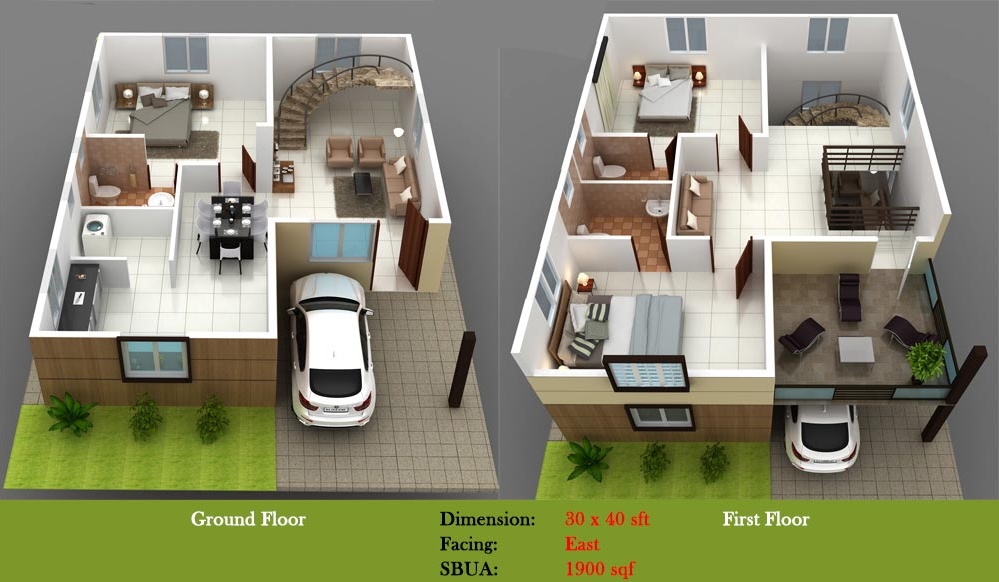 Ground Floor
Dimension: 30 x 40 sft
First Floor
Facing: East
SBUA: 1900 sqf